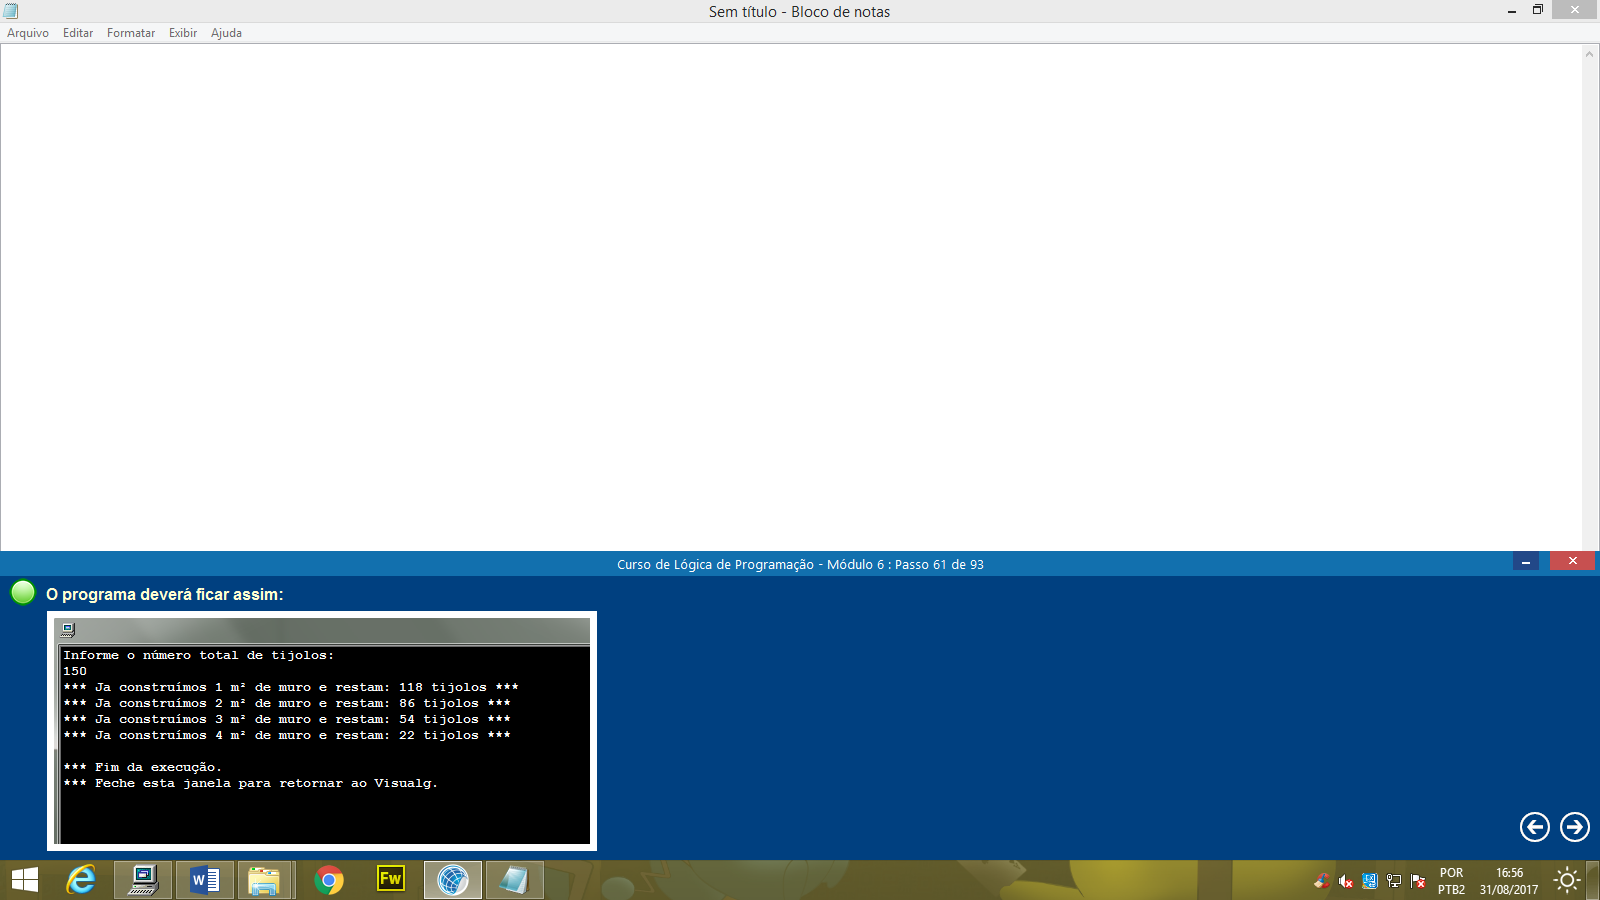 Sem título - Bloco de notas
Arquivo Editar Formatar Exibir Ajuda
Curso de Lógica de Programação - Módulo 6 : Passo 61 de 93
O programa deverá ficar assim:
Informe o número total de tijolos:
150
*** Ja construímos 1 m² de muro e restam: 118 tijolos ***
*** Ja construímos 2 m² de muro e restam: 86 tijolos ***
*** Ja construímos 3 m² de muro e restam: 54 tijolos ***
*** Ja construímos 4 m² de muro e restam: 22 tijolos ***
*** Fim da execução.
*** Feche esta janela para retornar ao Visualg.
W
Fw
POR
PTB2
16:56
31/08/2017